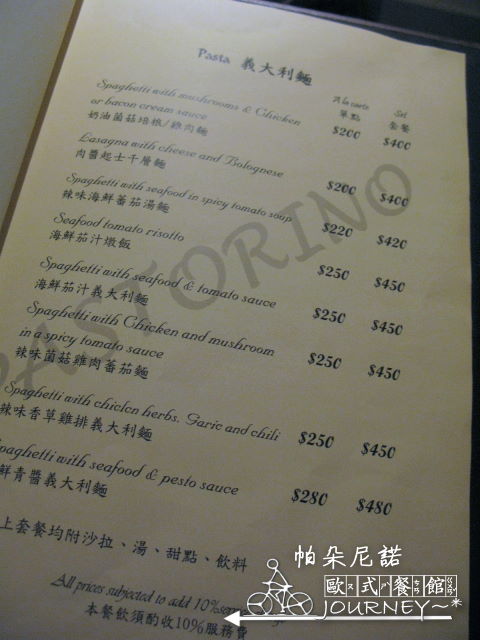 Pasta 義大利麵
A la carte Set
單點 套餐
Spaghetti with mushrooms & Chicken
or bacon cream sauce $200 $400
奶油菌菇培根/雞肉麵
Lasagna with cheese and Bolognese
肉醬起士千層麵 $200 $400
Spaghetti with seafood in spicy tomato soup
辣味海鮮蕃茄湯麵 $220 $420
Seafood tomato risotto
海鮮茄汁燉飯 $250 $450
Spaghetti with seafood & tomato sauce
海鮮茄汁義大利麵 $250 $450
Spaghetti with Chicken and mushroom
in a spicy tomato sauce $250 $450
辣味菌菇雞肉蕃茄麵
Spaghetti with chiclcn herbs. Garic and chili
辣味香草雞排義大利麵 $250 $450
Spaghetti with seafood & pesto sauce
鮮青醬義大利麵 $280 $480
上套餐均附沙拉、湯、甜點、飲料
All prices subjected to add 10%
本餐飲須酌收10%服務費
PASTORINO
帕朵尼諾
歐式餐館
JOURNEY~*